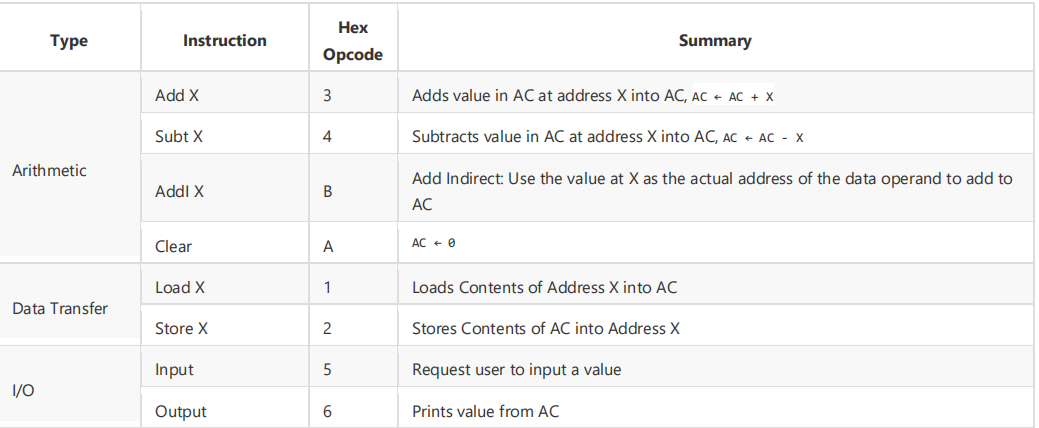 Type Instruction Hex Opcode Summary
Arithmetic
Add X 3 Adds value in AC at address X into AC, AC ← AC + X
Subt X 4 Subtracts value in AC at address X into AC, AC ← AC - X
AddI X B Add Indirect: Use the value at X as the actual address of the data operand to add to
AC
Clear A AC ← 0
Data Transfer
Load X 1 Loads Contents of Address X into AC
Store X 2 Stores Contents of AC into Address X
I/O
Input 5 Request user to input a value
Output 6 Prints value from AC